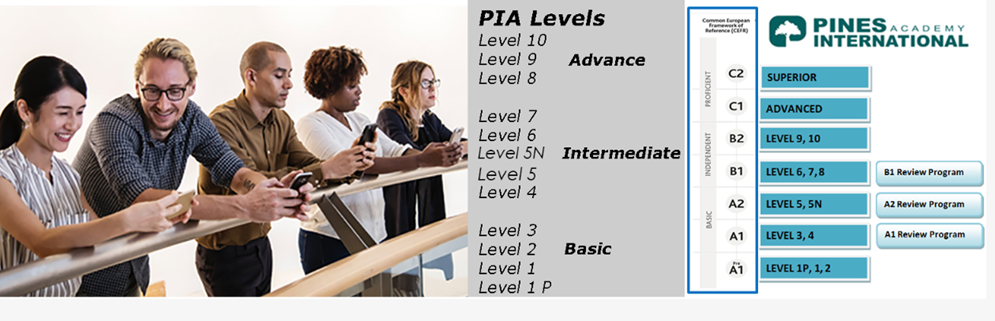 PIA Levels
Level 10
Level 9
Advance
Level 8
Level 7
Level 6
Level 5N
Intermediate
Level 5
Level 4
Level 3
Level 2
Basic
Level 1
Level 1 P
Common European
Framework of
Reference (CEFR)
PINES ACADEMY
INTERNATIONAL
PROFICIENT
C2
SUPERIOR
C1
ADVANCED
INDEPENDENT
B2
LEVEL 9, 10
B1
LEVEL 6, 7, 8
B1 Review Program
BASIC
A2
LEVEL 5, 5N
A2 Review Program
A1
LEVEL 3, 4
A1 Review Program
Pre
A1
LEVEL 1P, 1, 2